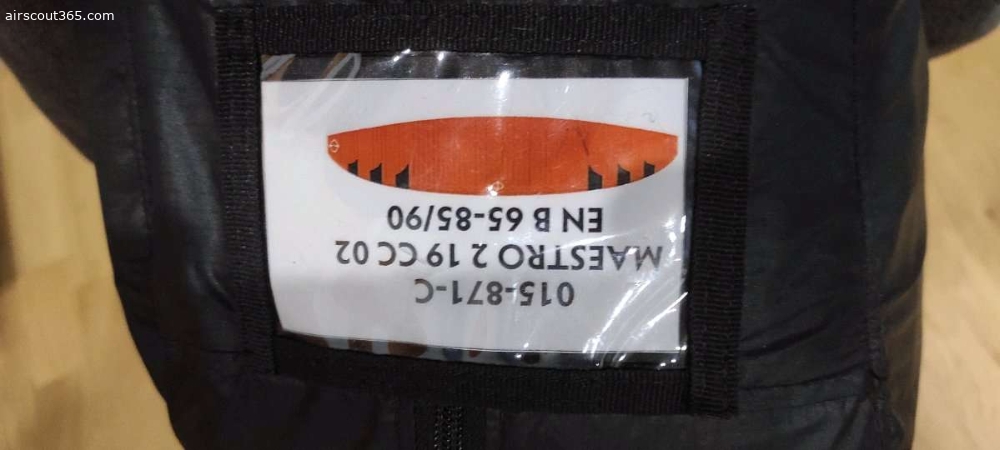 airscout365.com
015-871-C
MAESTRO 2 19 CC 02
EN B 65-85/90